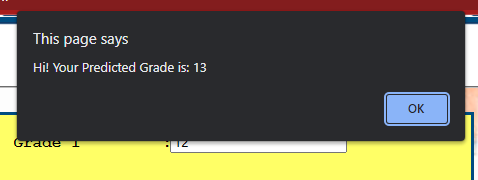 This page says
Hi! Your Predicted Grade is: 13
OK
Grade 1 :12